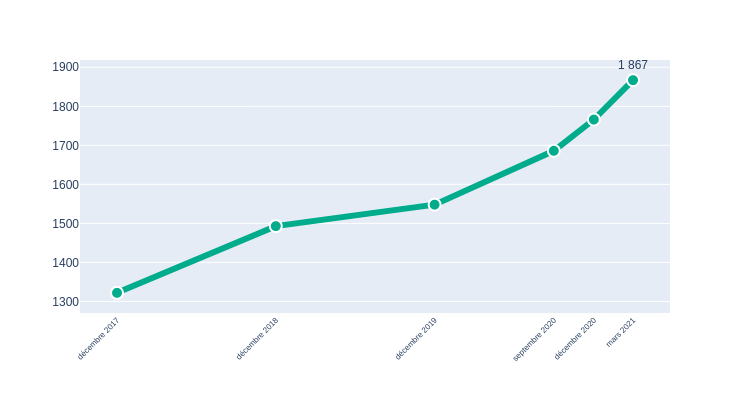 1 867
1900
1800
1700
1600
1500
1400
1300
décembre 2017
décembre 2018
décembre 2019
septembre 2020
décembre 2020
mars 2021